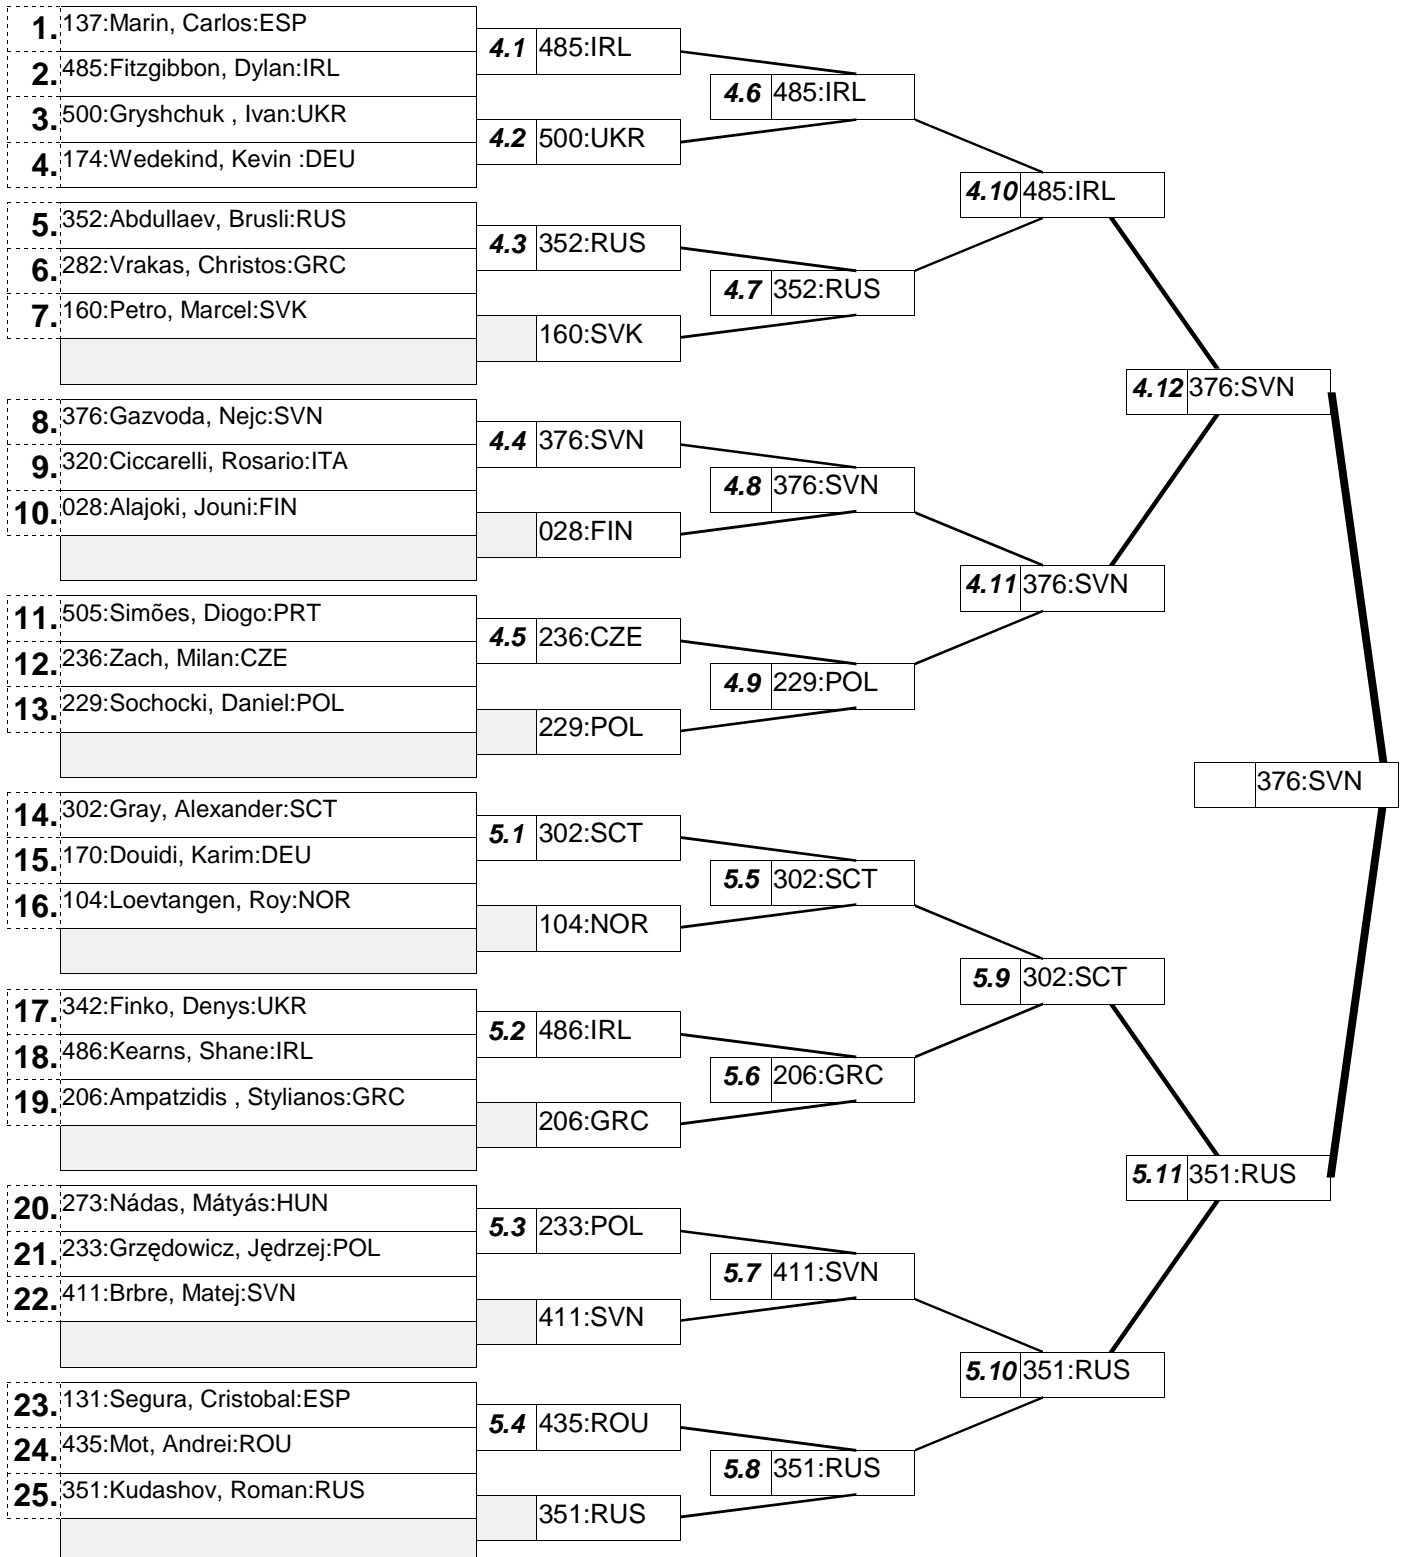 1. 137:Marin, Carlos:ESP
2. 485:Fitzgibbon, Dylan:IRL
3. 500:Gryshchuk , Ivan:UKR
4. 174:Wedekind, Kevin :DEU
5. 352:Abdullaev, Brusli:RUS
6. 282:Vrakas, Christos:GRC
7. 160:Petro, Marcel:SVK
8. 376:Gazvoda, Nejc:SVN
9. 320:Ciccarelli, Rosario:ITA
10. 028:Alajoki, Jouni:FIN
11. 505:Simões, Diogo:PRT
12. 236:Zach, Milan:CZE
13. 229:Sochocki, Daniel:POL
14. 302:Gray, Alexander:SCT
15. 170:Douidi, Karim:DEU
16. 104:Loevtangen, Roy:NOR
17. 342:Finko, Denys:UKR
18. 486:Kearns, Shane:IRL
19. 206:Ampatzidis , Stylianos:GRC
20. 273:Nádas, Mátyás:HUN
21. 233:Grzędowicz, Jędrzej:POL
22. 411:Brbre, Matej:SVN
23. 131:Segura, Cristobal:ESP
24. 435:Mot, Andrei:ROU
25. 351:Kudashov, Roman:RUS
4.1 485:IRL
4.2 500:UKR
4.3 352:RUS
160:SVK
4.4 376:SVN
028:FIN
4.5 236:CZE
229:POL
5.1 302:SCT
104:NOR
5.2 486:IRL
206:GRC
5.3 233:POL
411:SVN
5.4 435:ROU
351:RUS
4.6 485:IRL
4.7 352:RUS
4.8 376:SVN
4.9 229:POL
5.5 302:SCT
5.6 206:GRC
5.7 411:SVN
5.8 351:RUS
4.10 485:IRL
4.11 376:SVN
5.9 302:SCT
5.10 351:RUS
4.12 376:SVN
5.11 351:RUS
376:SVN